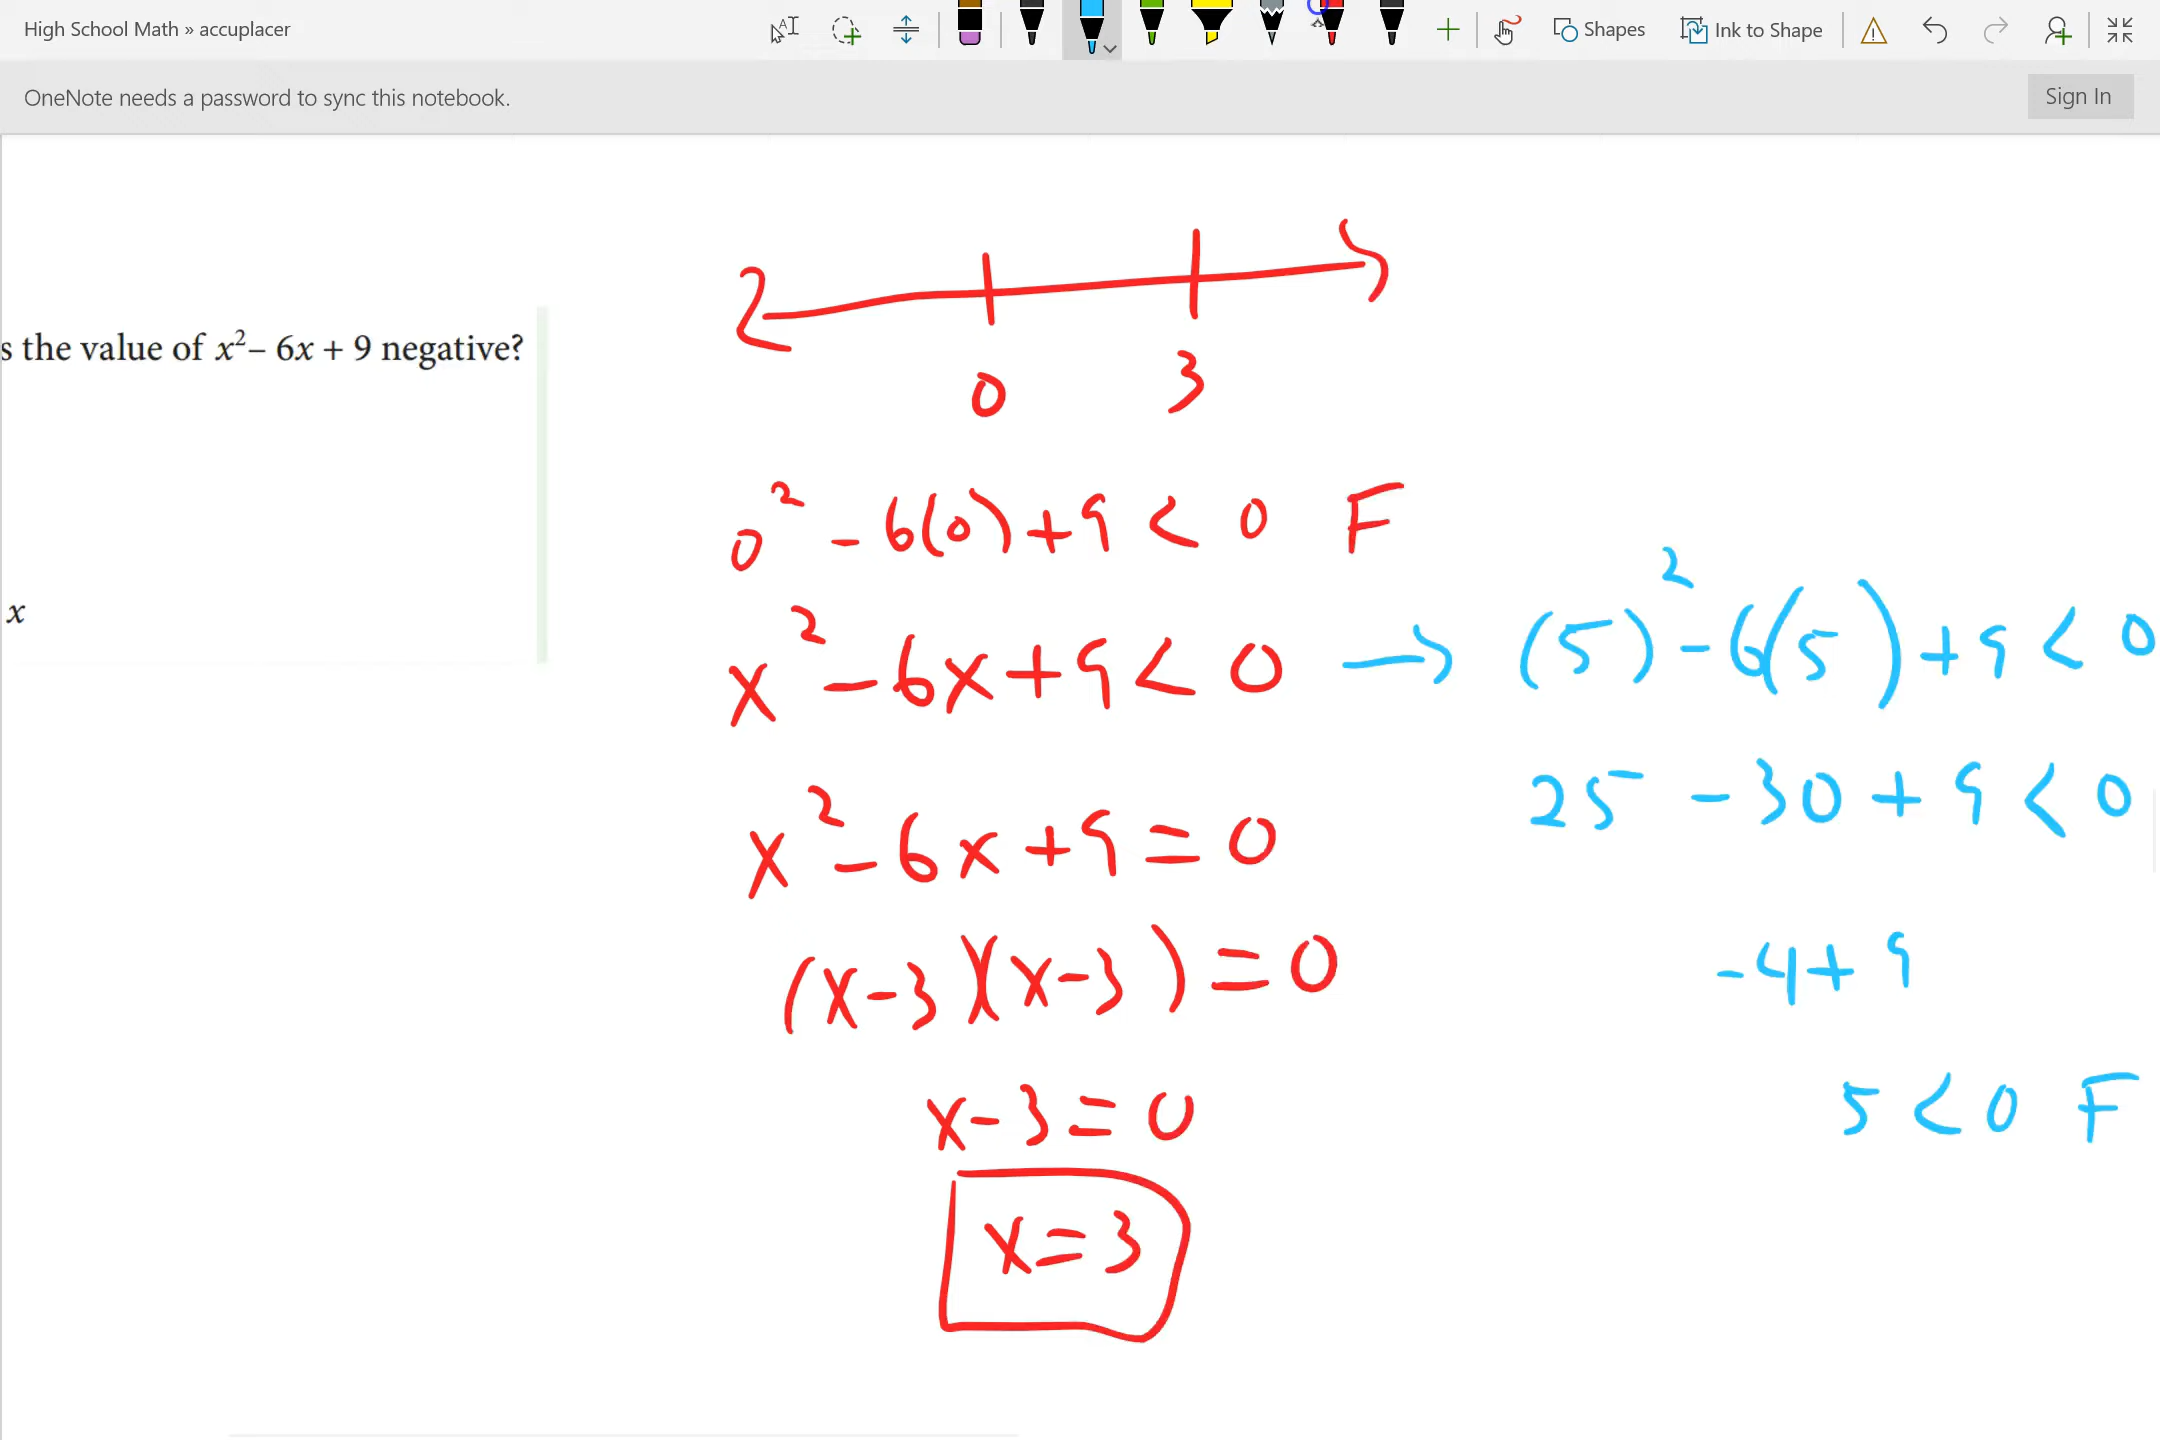 High School Math » accuplacer
Shapes
Ink to Shape
OneNote needs a password to sync this notebook.
Sign In
s the value of x² – 6x + 9 negative?
x
0 3
0² - 6(0) + 9 < 0 F
x² - 6x + 9 < 0 → (5)² - 6(5) + 9 < 0
25 - 30 + 9 < 0
x² - 6x + 9 = 0
-4 + 9
(x-3)(x-3) = 0
5 < 0 F
x - 3 = 0
x = 3